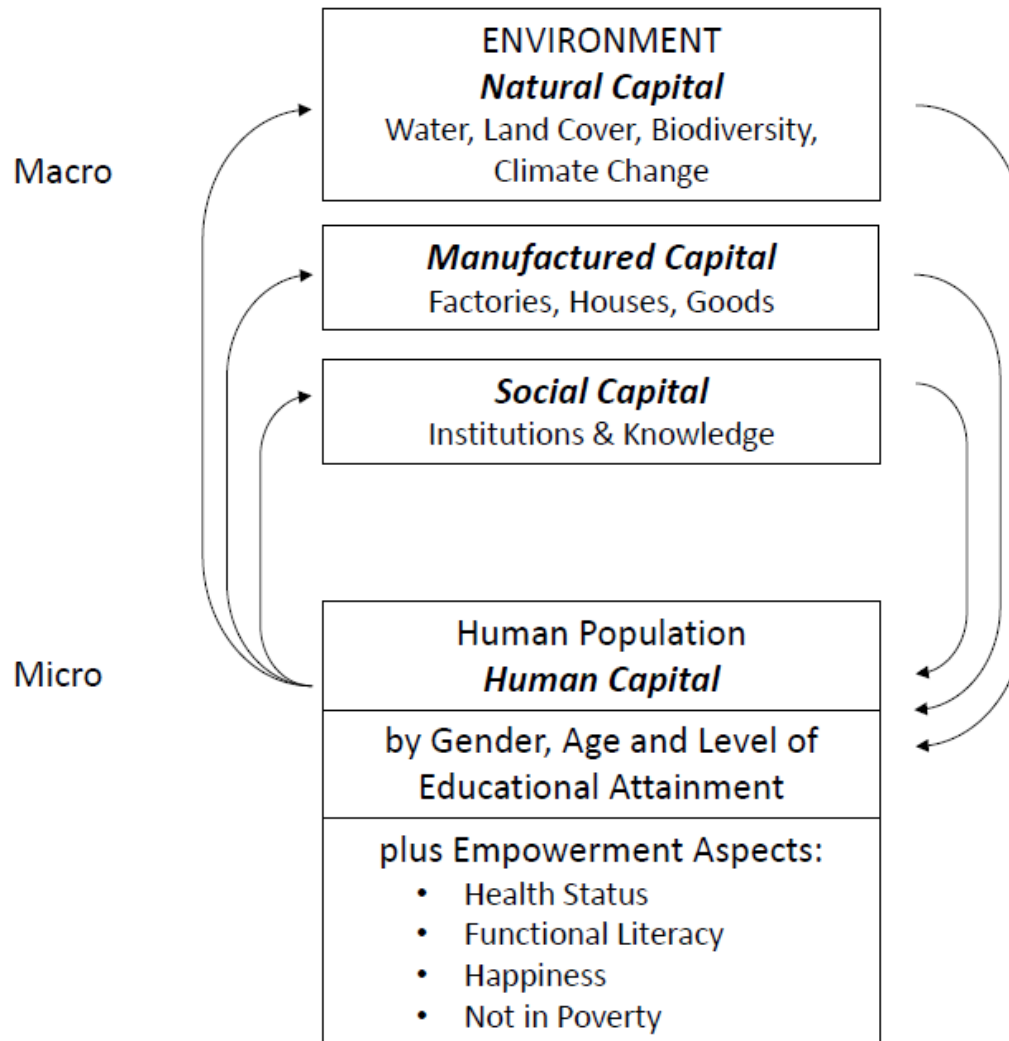 ENVIRONMENT
Natural Capital
Water, Land Cover, Biodiversity,
Climate Change
Macro
Manufactured Capital
Factories, Houses, Goods
Social Capital
Institutions & Knowledge
Human Population
Micro
Human Capital
by Gender, Age and Level of
Educational Attainment
plus Empowerment Aspects:
• Health Status
• Functional Literacy
• Happiness
• Not in Poverty